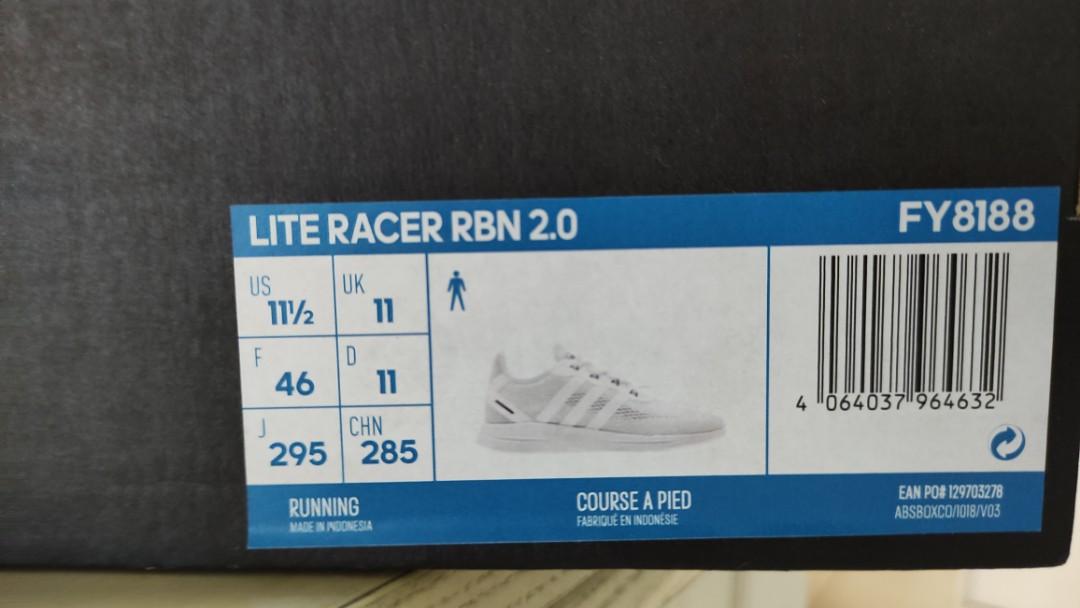 LITE RACER RBN 2.0
FY8188
US 11½
UK 11
F 46
D 11
J 295
CHN 285
4 064037 964632
RUNNING
MADE IN INDONESIA
COURSE A PIED
FABRIQUÉ EN INDONÉSIE
EAN PO# 129703278
ABSBOXCO/1018/V03